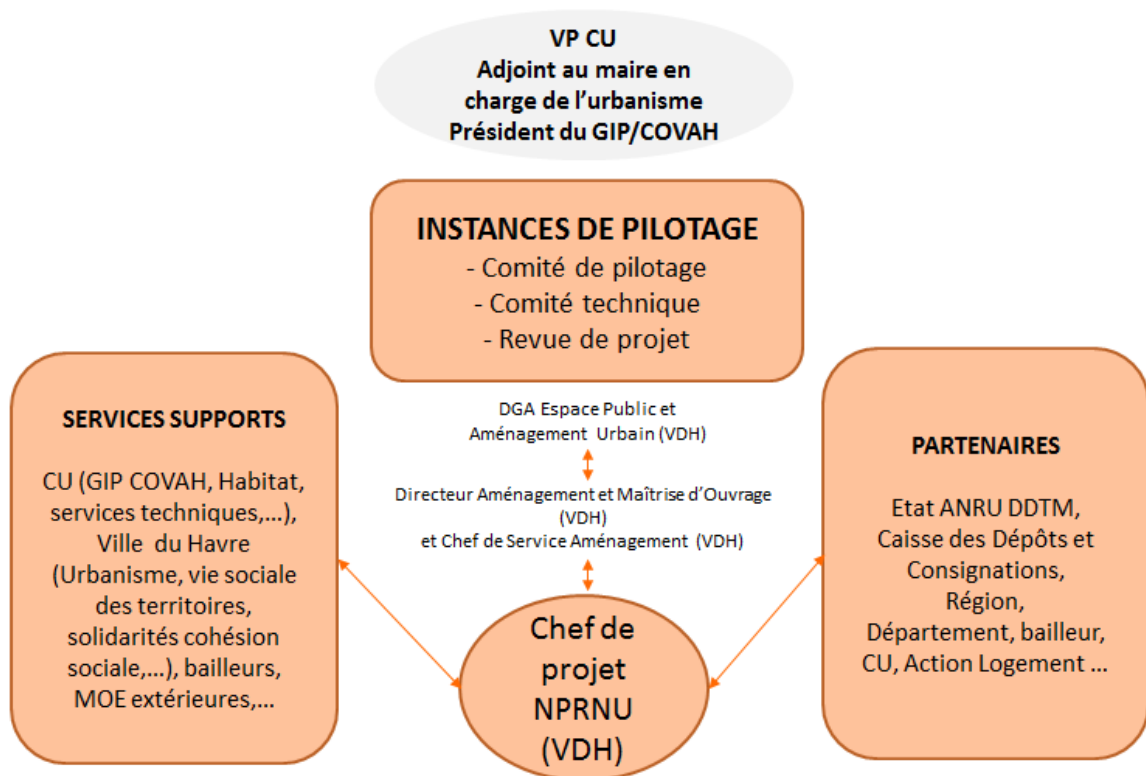 VP CU
Adjoint au maire en
charge de l'urbanisme
Président du GIP/COVAH
INSTANCES DE PILOTAGE
- Comité de pilotage
- Comité technique
- Revue de projet
SERVICES SUPPORTS
CU (GIP COVAH, Habitat,
services techniques,...),
Ville du Havre
(Urbanisme, vie sociale
des territoires,
solidarités cohésion
sociale,...), bailleurs,
MOE extérieures,...
DGA Espace Public et
Aménagement Urbain (VDH)
Directeur Aménagement et Maîtrise d'Ouvrage
(VDH)
et Chef de Service Aménagement (VDH)
Chef de
projet
NPRNU
(VDH)
PARTENAIRES
Etat ANRU DDTM,
Caisse des Dépôts et
Consignations,
Région,
Département, bailleur,
CU, Action Logement ...